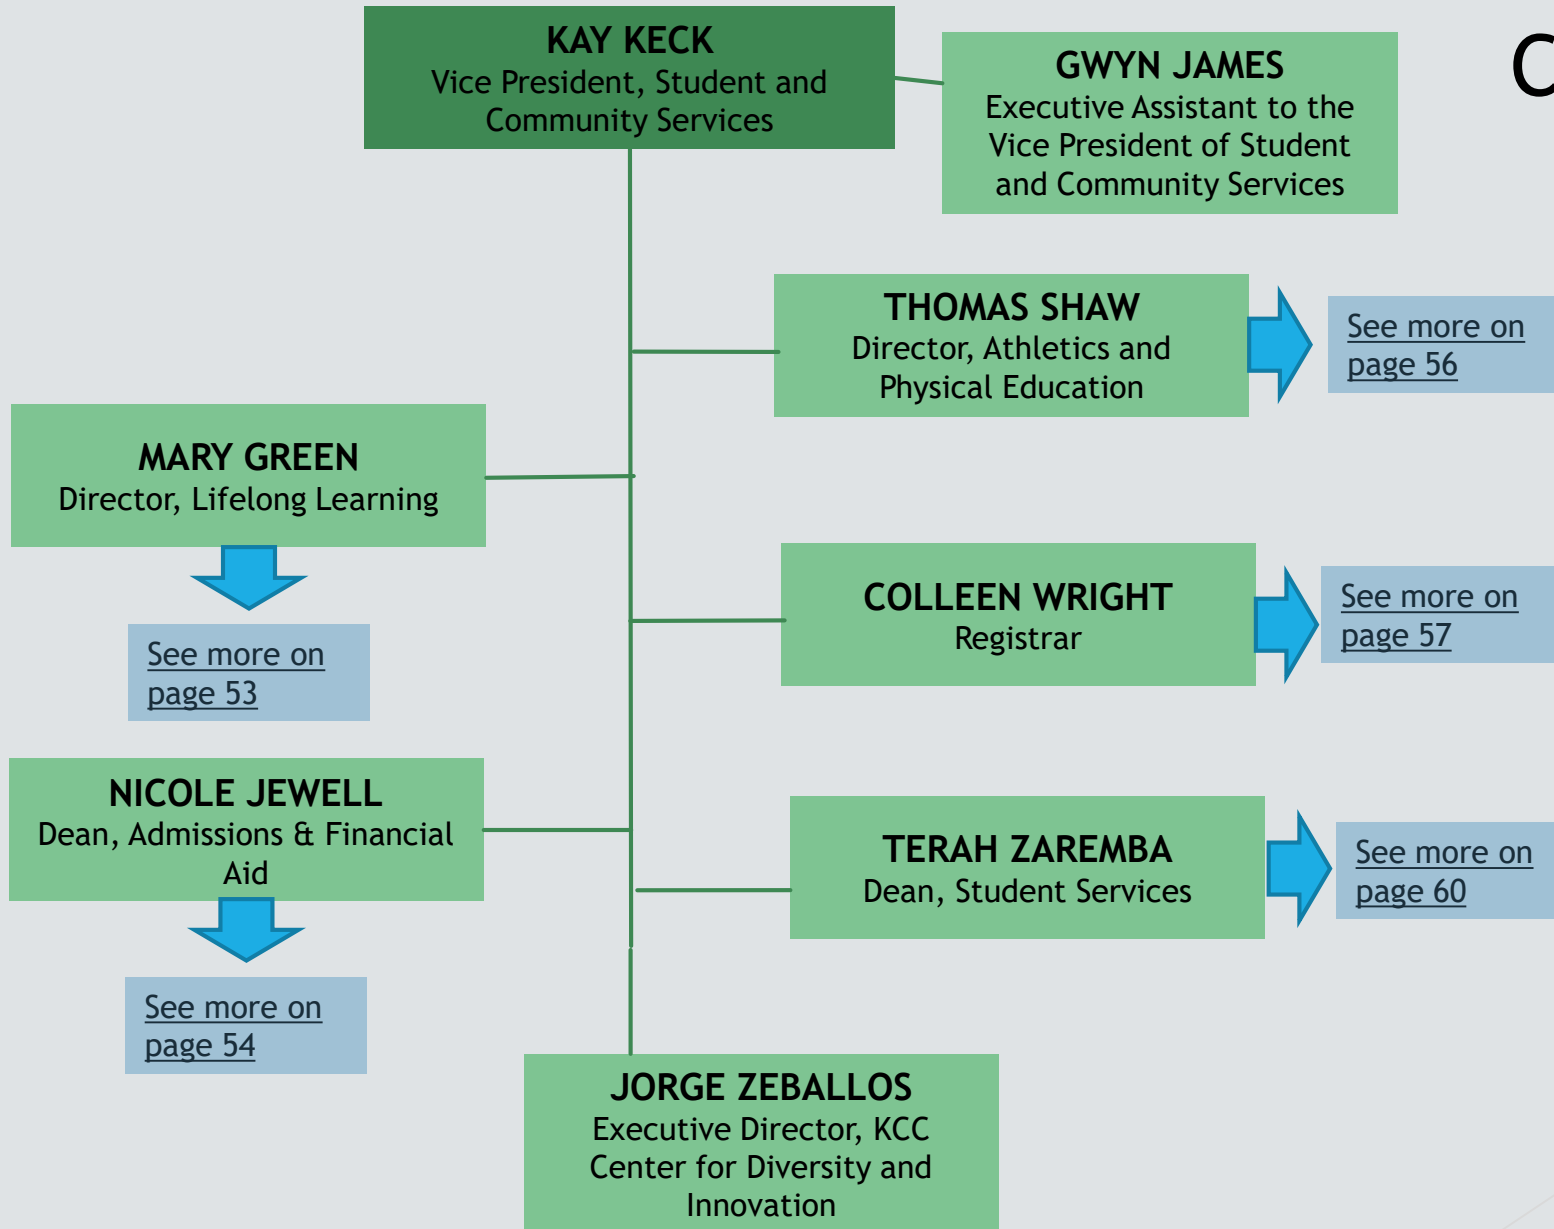 KAY KECK
Vice President, Student and
Community Services
GWYN JAMES
Executive Assistant to the
Vice President of Student
and Community Services
C
THOMAS SHAW
Director, Athletics and
Physical Education
See more on
page 56
MARY GREEN
Director, Lifelong Learning
See more on
page 53
COLLEEN WRIGHT
Registrar
See more on
page 57
NICOLE JEWELL
Dean, Admissions & Financial
Aid
See more on
page 54
TERAH ZAREMBA
Dean, Student Services
See more on
page 60
JORGE ZEBALLOS
Executive Director, KCC
Center for Diversity and
Innovation